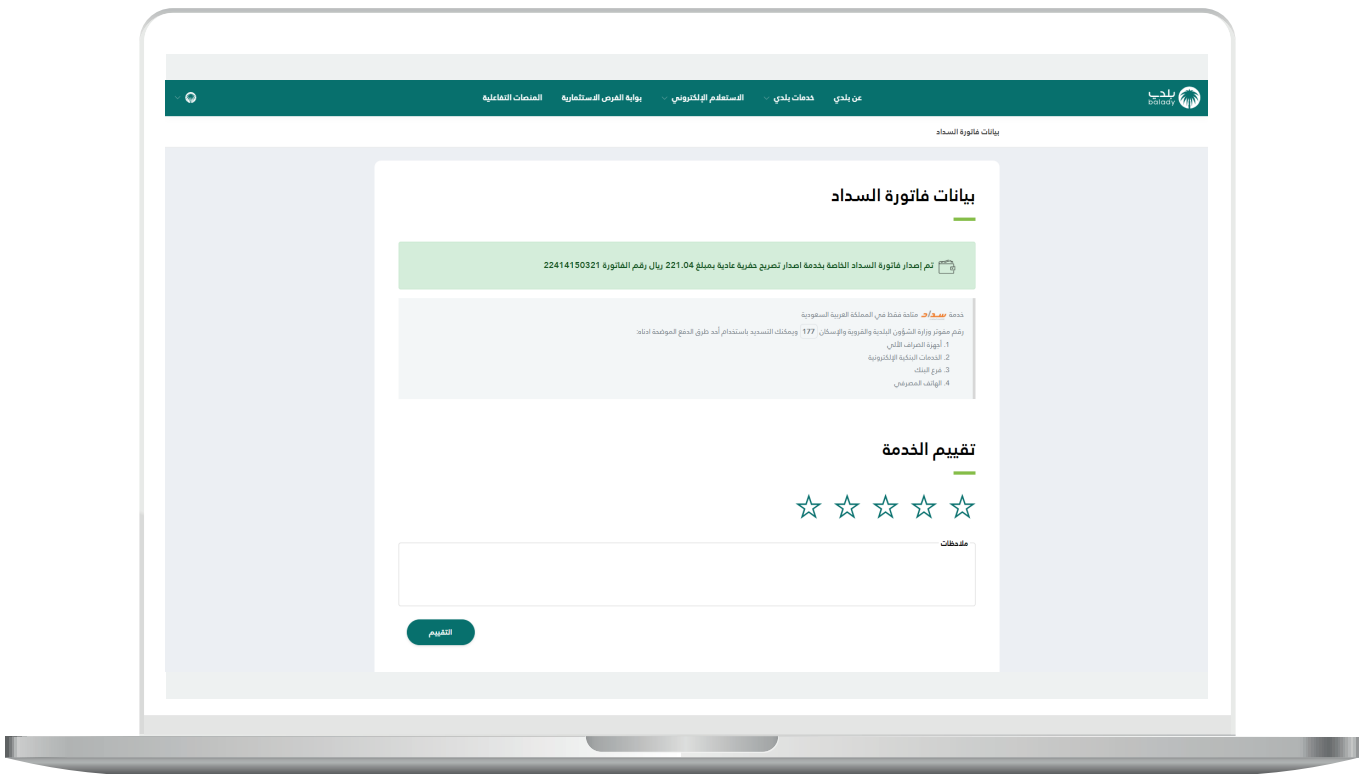 بلدي
balady
عن بلدي
خدمات بلدي
الاستعلام الإلكتروني
بوابة الفرص الاستثمارية
المنصات التفاعلية
بيانات فاتورة السداد
بيانات فاتورة السداد
تم إصدار فاتورة السداد الخاصة بخدمة اصدار تصريح حفرية عادية بمبلغ 221.04 ريال رقم الفاتورة 22414150321
خدمة سداد متاحة فقط في المملكة العربية السعودية
رقم مفوتر وزارة الشؤون البلدية والقروية والإسكان 177 ويمكنك التسديد باستخدام أحد طرق الدفع الموضحة ادناه:
1. أجهزة الصراف الآلي
2. الخدمات البنكية الإلكترونية
3. فرع البنك
4. الهاتف المصرفي
تقييم الخدمة
ملاحظات
التقييم